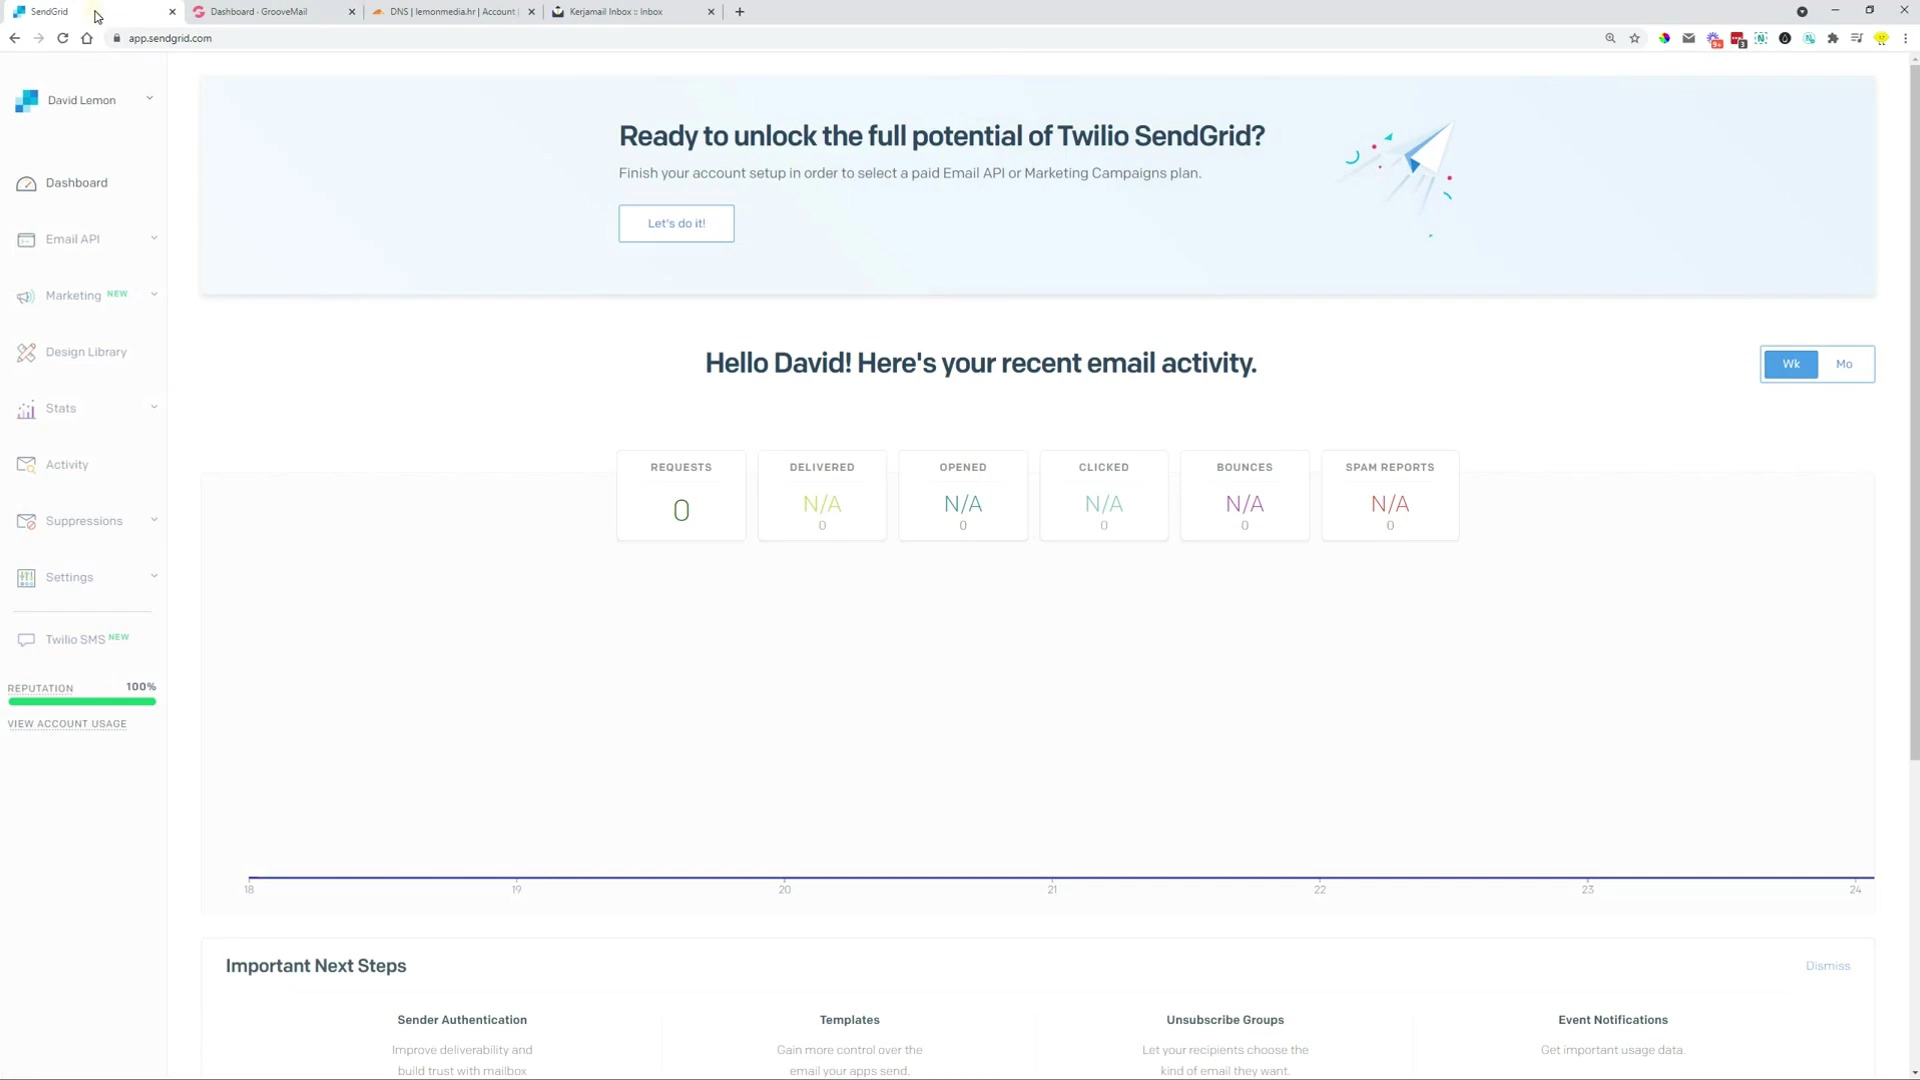 SendGrid
Dashboard - GrooveMail
DNS | lemonmedia.hr | Account |
Kerjamail Inbox :: Inbox
app.sendgrid.com
9+
3
David Lemon
Dashboard
Email API
Marketing NEW
Design Library
Stats
Activity
Suppressions
Settings
Twilio SMS NEW
REPUTATION 100%
VIEW ACCOUNT USAGE
Ready to unlock the full potential of Twilio SendGrid?
Finish your account setup in order to select a paid Email API or Marketing Campaigns plan.
Let's do it!
Hello David! Here's your recent email activity.
Wk Mo
REQUESTS DELIVERED OPENED CLICKED BOUNCES SPAM REPORTS
0 N/A N/A N/A N/A N/A
0 0 0 0 0
18 19 20 21 22 23 24
Important Next Steps
Dismiss
Sender Authentication
Improve deliverability and
build trust with mailbox
Templates
Gain more control over the
email your apps send.
Unsubscribe Groups
Let your recipients choose the
kind of email they want.
Event Notifications
Get important usage data.